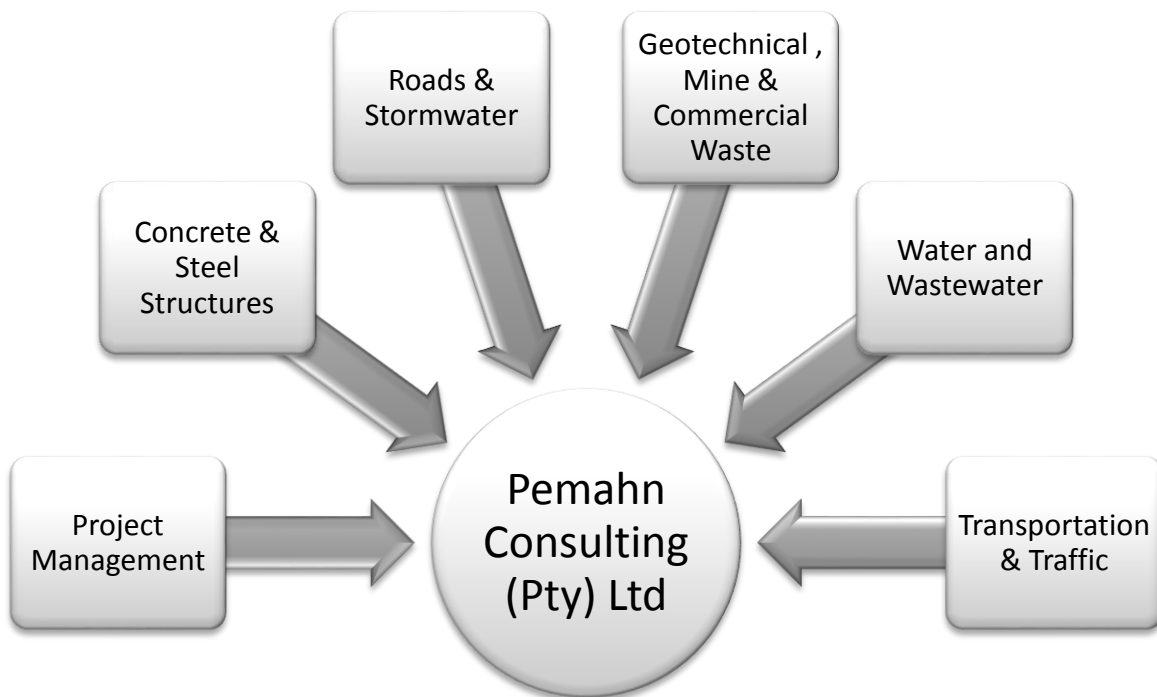 Geotechnical ,
Mine &
Commercial
Waste
Roads &
Stormwater
Concrete &
Steel
Structures
Water and
Wastewater
Project
Management
Pemahn
Consulting
(Pty) Ltd
Transportation
& Traffic